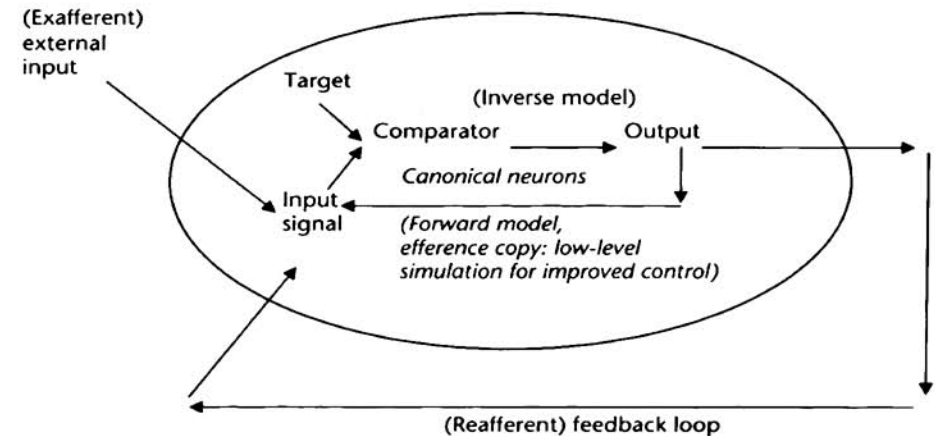 (Exafferent)
external
input
Target
(Inverse model)
Comparator
Output
Canonical neurons
Input
signal
(Forward model,
efference copy: low-level
simulation for improved control)
(Reafferent) feedback loop